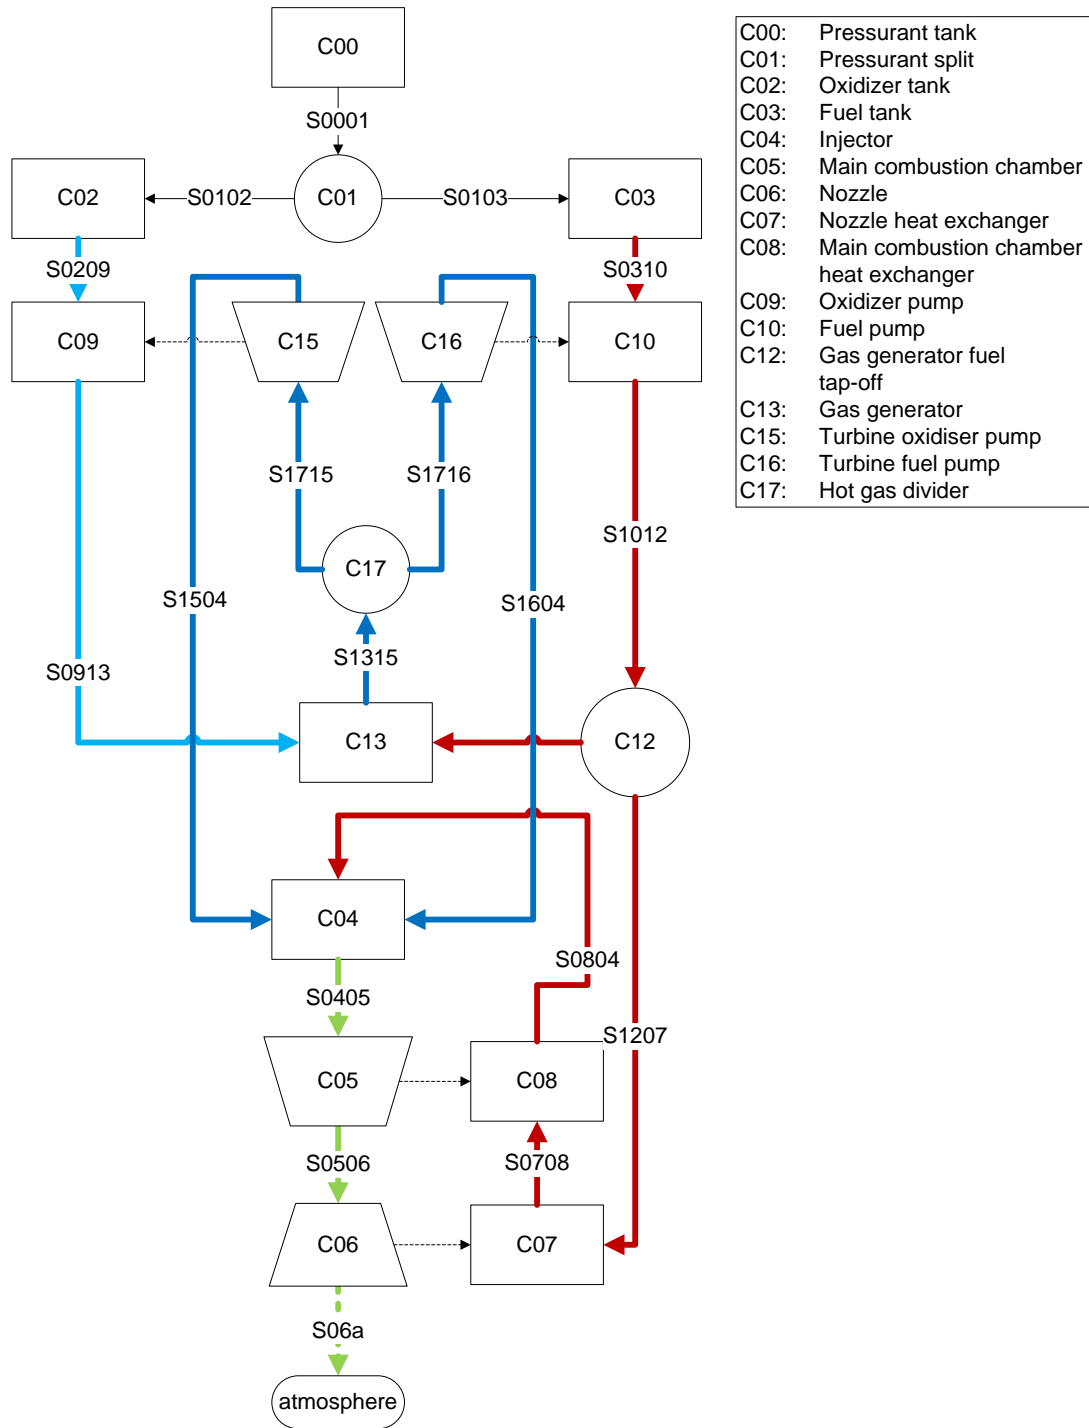 C00
S0001
C02
S0102
C01
S0103
C03
S0209
S0310
C09
C15
C16
C10
S1715
S1716
S1012
C17
S1504
S1604
S1315
S0913
C13
C12
C04
S0804
S0405
S1207
C05
C08
S0506
S0708
C06
C07
S06a
atmosphere
C00: Pressurant tank
C01: Pressurant split
C02: Oxidizer tank
C03: Fuel tank
C04: Injector
C05: Main combustion chamber
C06: Nozzle
C07: Nozzle heat exchanger
C08: Main combustion chamber
heat exchanger
C09: Oxidizer pump
C10: Fuel pump
C12: Gas generator fuel
tap-off
C13: Gas generator
C15: Turbine oxidiser pump
C16: Turbine fuel pump
C17: Hot gas divider